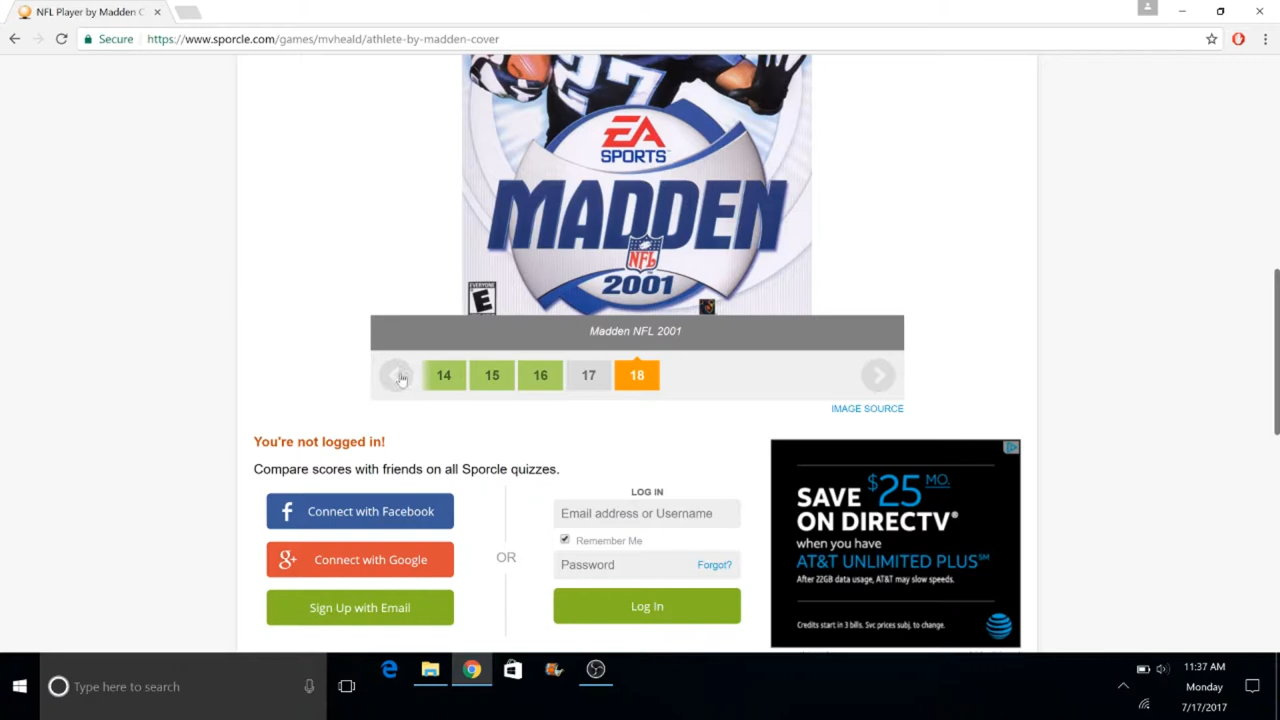 NFL Player by Madden C
Secure
https://www.sporcle.com/games/mvheald/athlete-by-madden-cover
27
EA
SPORTS
MADDEN
NFL
2001
EVERYONE
E
Madden NFL 2001
14 15 16 17 18
IMAGE SOURCE
You're not logged in!
Compare scores with friends on all Sporcle quizzes.
LOG IN
f Connect with Facebook
Email address or Username
Remember Me
g+ Connect with Google
OR
Password Forgot?
Sign Up with Email
Log In
SAVE $25 MO.
ON DIRECTV®
when you have
AT&T UNLIMITED PLUS℠
After 22GB data usage, AT&T may slow speeds.
Credits start in 3 bills. Svc prices subj. to change.
AT&T
Type here to search
11:37 AM
Monday
7/17/2017